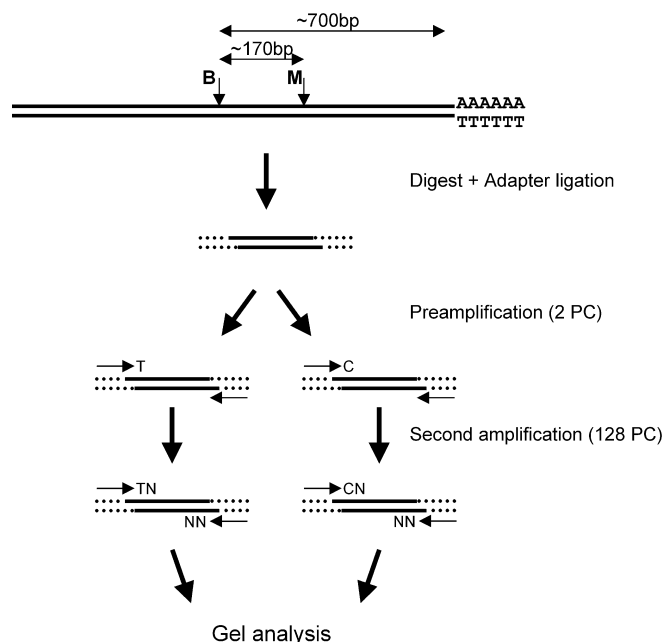 ~700bp
~170bp
B M
AAAAAA
TTTTTT
Digest + Adapter ligation
Preamplification (2 PC)
T C
Second amplification (128 PC)
TN CN
NN NN
Gel analysis